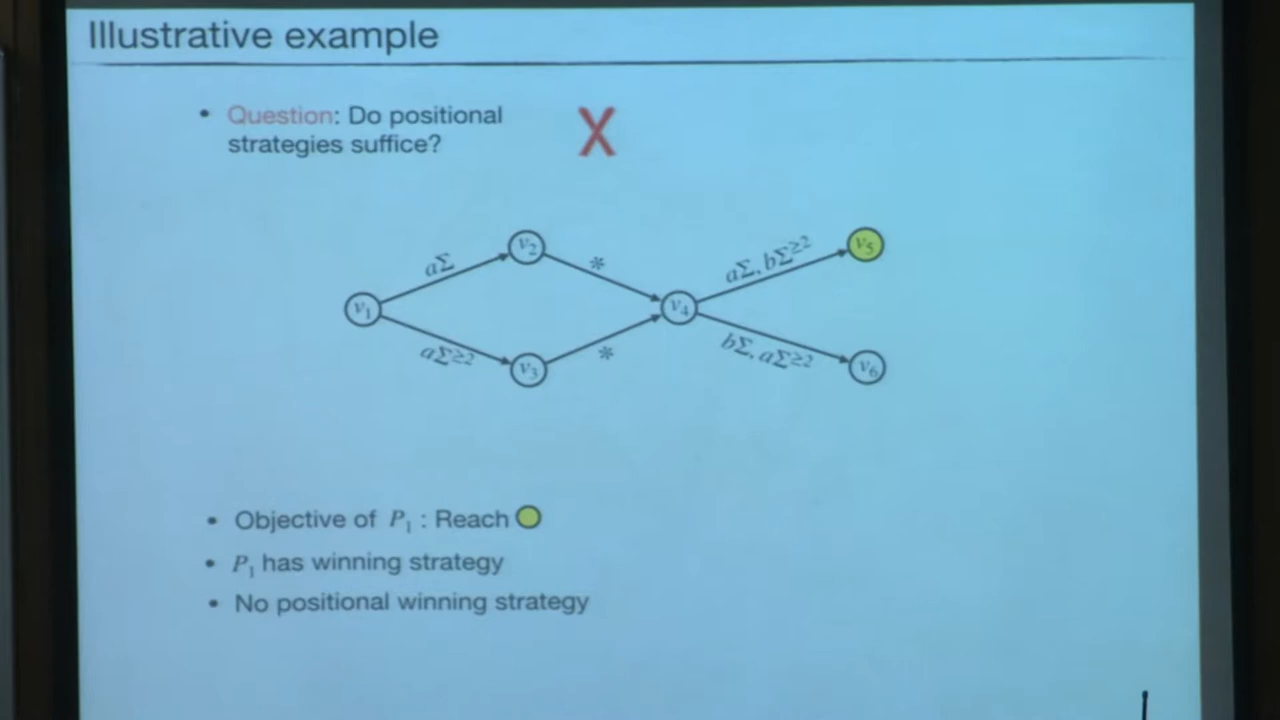 Illustrative example
• Question: Do positional
strategies suffice?
X
v₁
aΣ
v₂
*
v₄
aΣ, bΣ≥2
v₅
aΣ≥2
v₃
*
bΣ, aΣ≥2
v₆
• Objective of P₁ : Reach
• P₁ has winning strategy
• No positional winning strategy